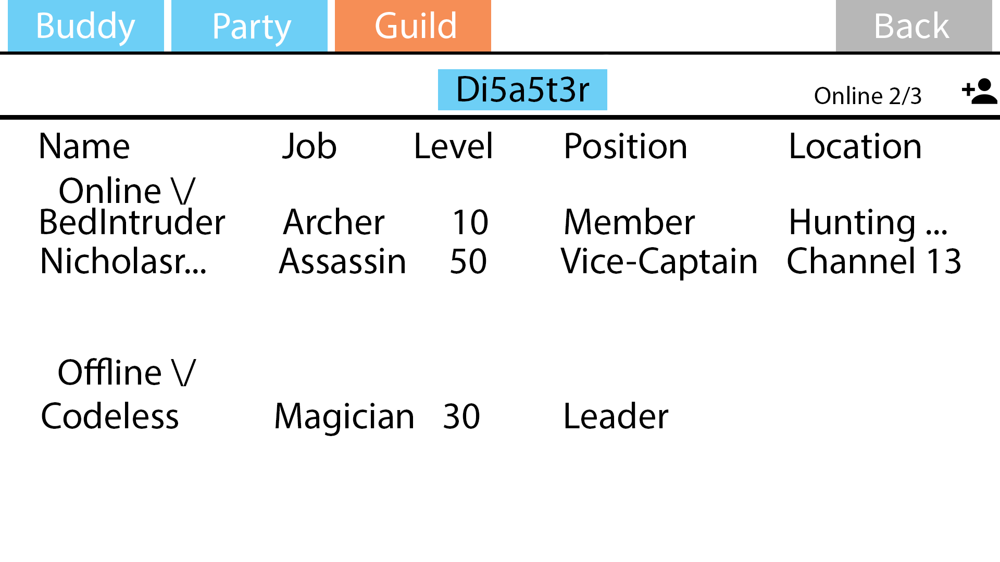 Buddy Party Guild Back
Di5a5t3r Online 2/3
Name Job Level Position Location
Online \/
BedIntruder Archer 10 Member Hunting ...
Nicholasr... Assassin 50 Vice-Captain Channel 13
Offline \/
Codeless Magician 30 Leader